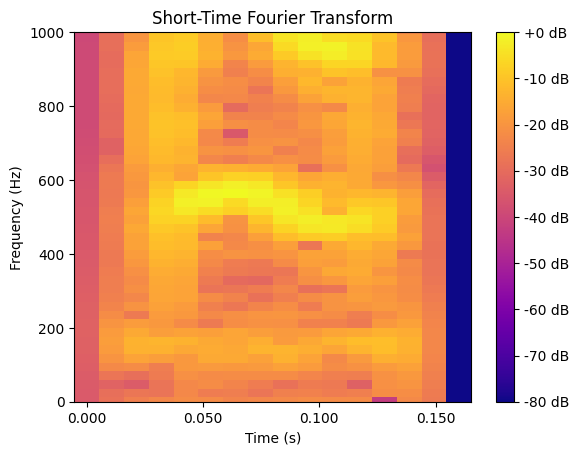 Short-Time Fourier Transform
1000
800
600
400
200
0
Frequency (Hz)
0.000
0.050
0.100
0.150
Time (s)
+0 dB
-10 dB
-20 dB
-30 dB
-40 dB
-50 dB
-60 dB
-70 dB
-80 dB